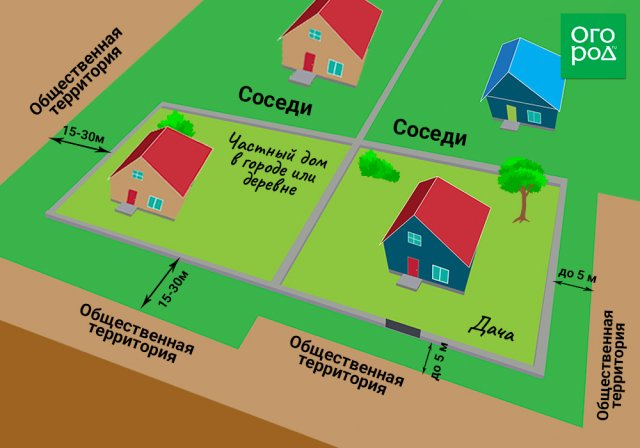 Огород.ru
Общественная
территория
15-30м
Соседи
Соседи
Частный дом
в городе или
деревне
15-30м
до 5 м
Дача
до 5 м
Общественная
территория
Общественная
территория
Общественная
территория